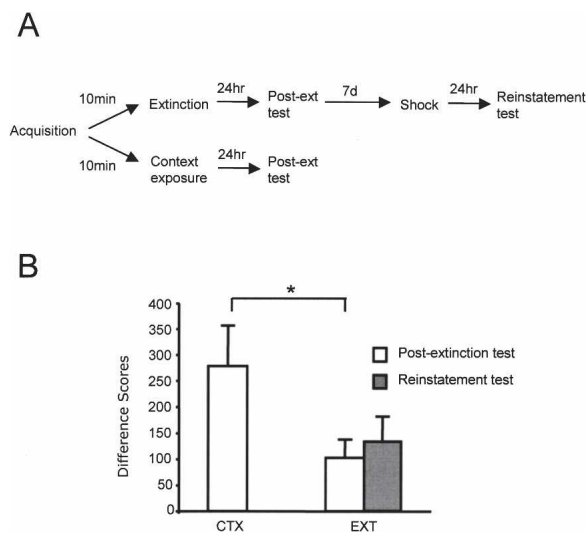 A
10min
Extinction
24hr
Post-ext
test
7d
Shock
24hr
Reinstatement
test
Acquisition
10min
Context
exposure
24hr
Post-ext
test
B
*
400
350
300
250
200
150
100
50
0
Difference Scores
Post-extinction test
Reinstatement test
CTX
EXT